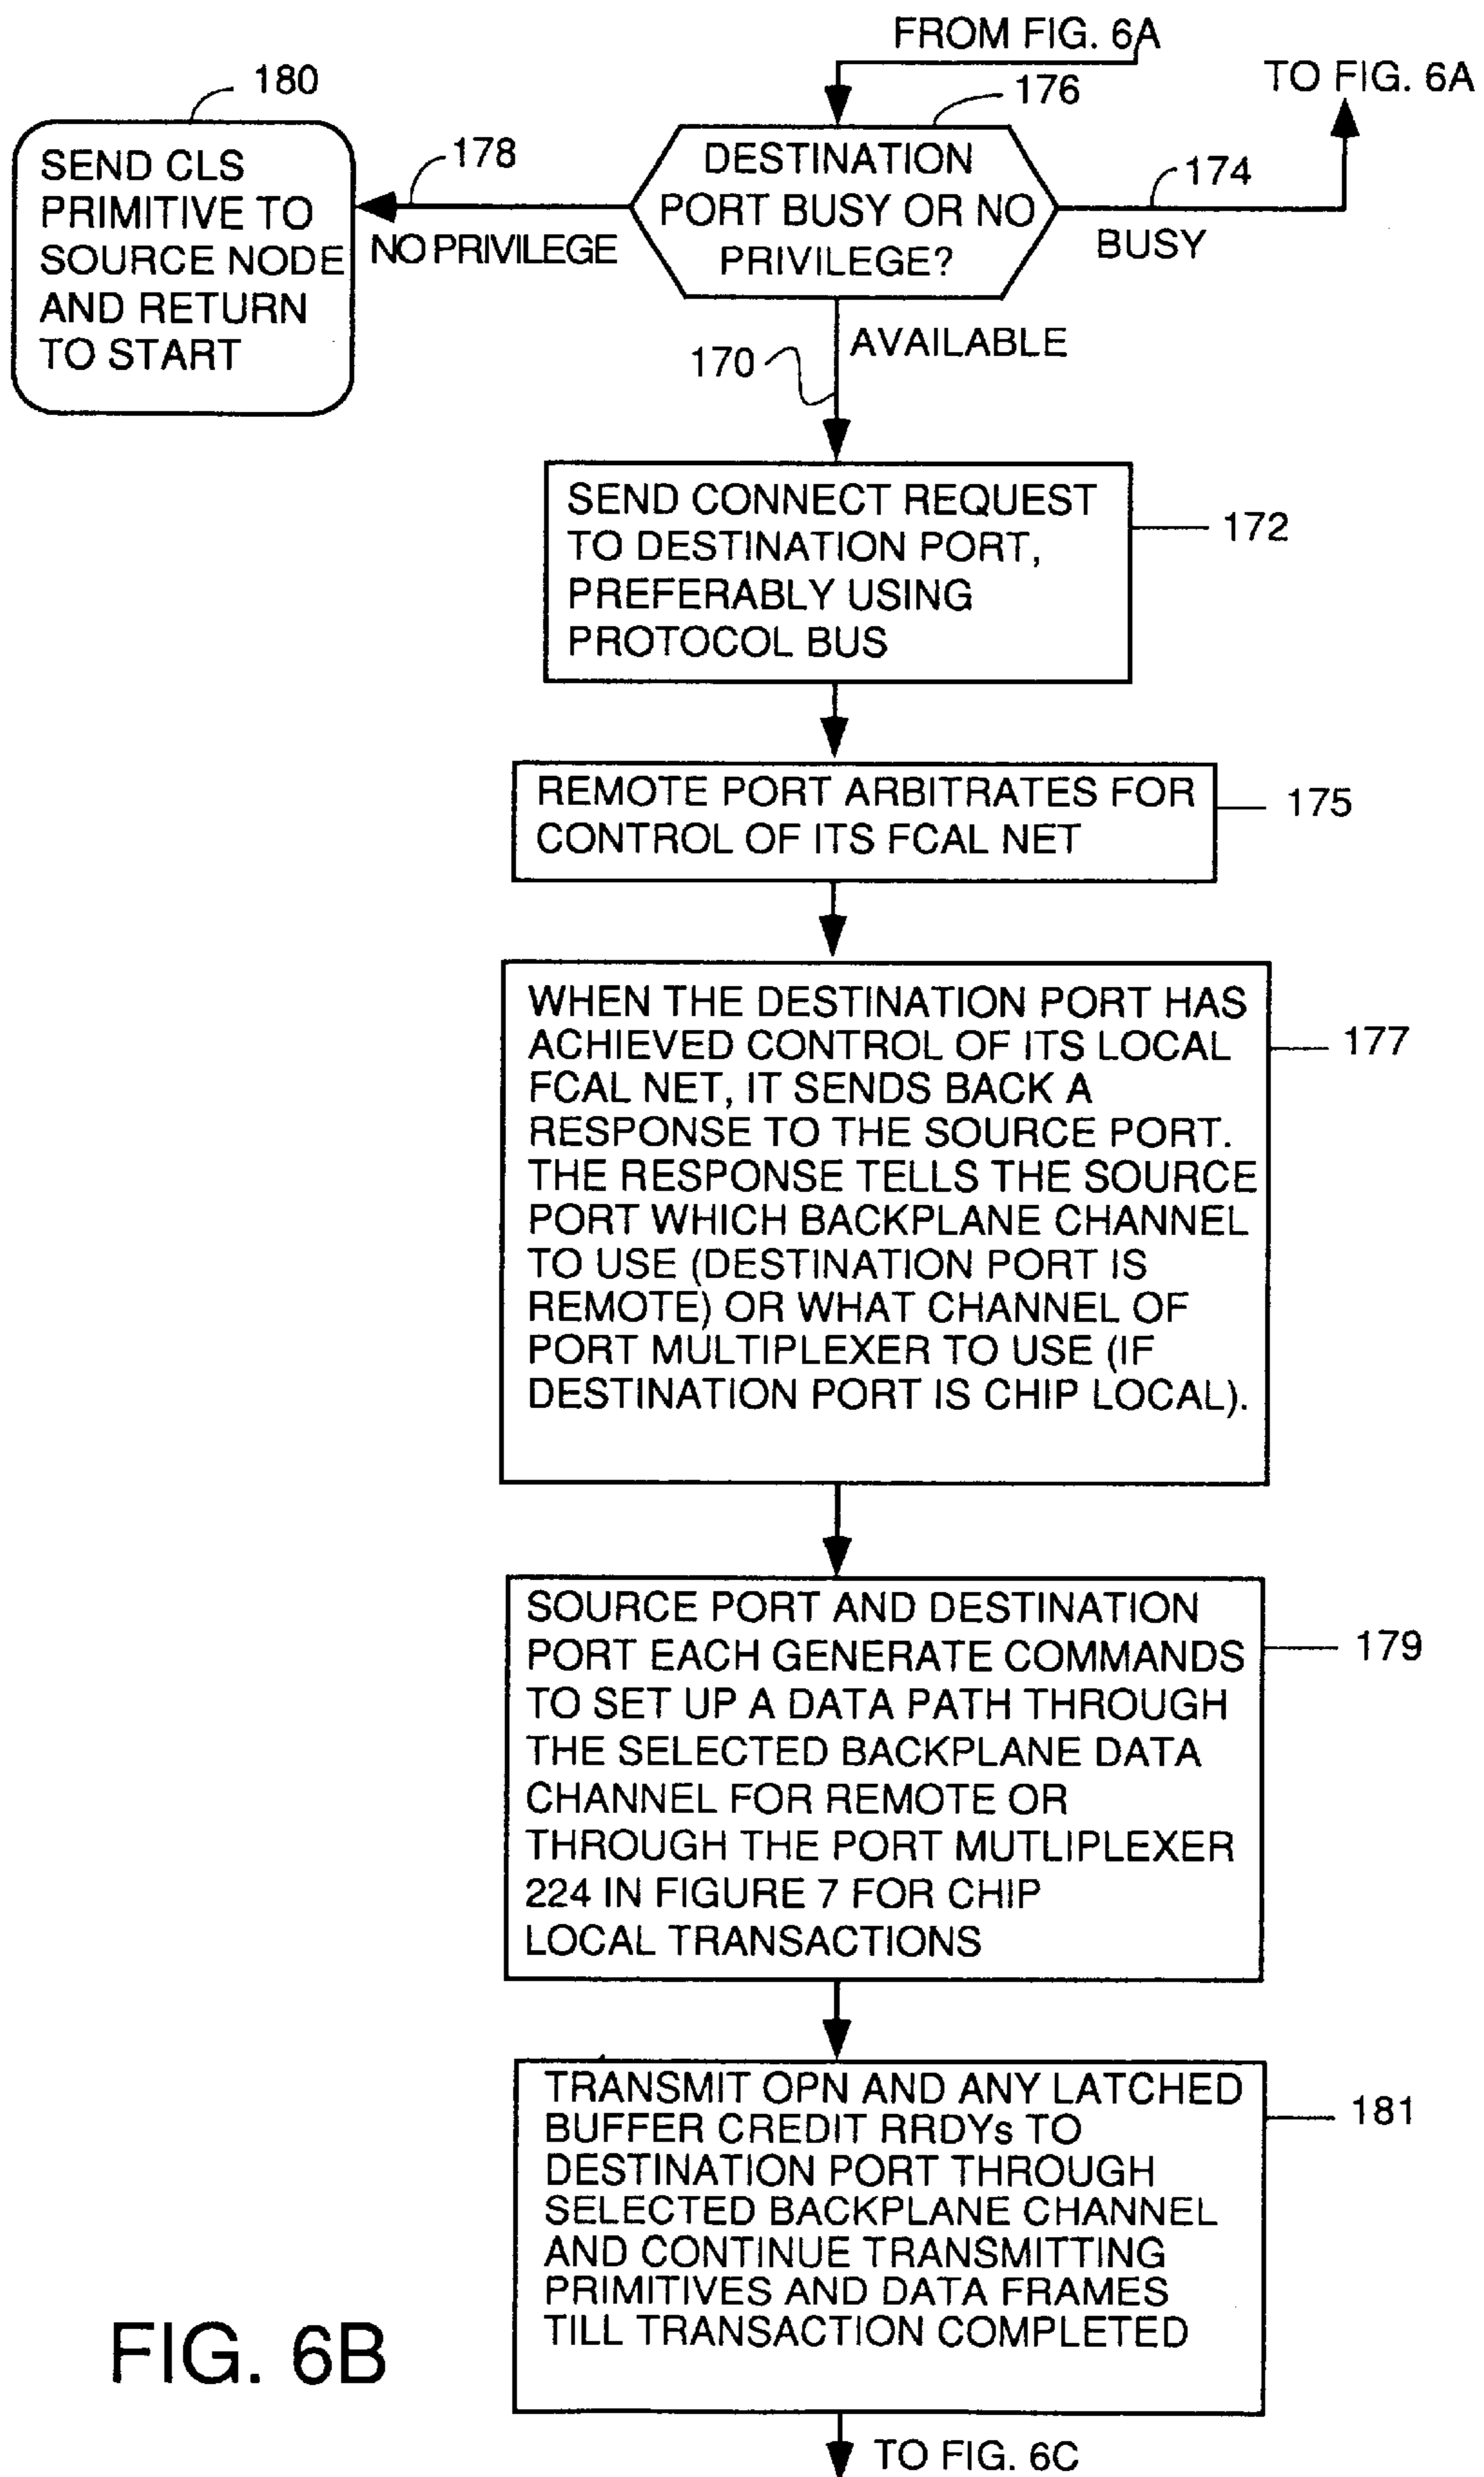 FROM FIG. 6A
TO FIG. 6A
180
176
SEND CLS
PRIMITIVE TO
SOURCE NODE
AND RETURN
TO START
178
NO PRIVILEGE
DESTINATION
PORT BUSY OR NO
PRIVILEGE?
174
BUSY
170
AVAILABLE
SEND CONNECT REQUEST
TO DESTINATION PORT,
PREFERABLY USING
PROTOCOL BUS
172
REMOTE PORT ARBITRATES FOR
CONTROL OF ITS FCAL NET
175
WHEN THE DESTINATION PORT HAS
ACHIEVED CONTROL OF ITS LOCAL
FCAL NET, IT SENDS BACK A
RESPONSE TO THE SOURCE PORT.
THE RESPONSE TELLS THE SOURCE
PORT WHICH BACKPLANE CHANNEL
TO USE (DESTINATION PORT IS
REMOTE) OR WHAT CHANNEL OF
PORT MULTIPLEXER TO USE (IF
DESTINATION PORT IS CHIP LOCAL).
177
SOURCE PORT AND DESTINATION
PORT EACH GENERATE COMMANDS
TO SET UP A DATA PATH THROUGH
THE SELECTED BACKPLANE DATA
CHANNEL FOR REMOTE OR
THROUGH THE PORT MUTLIPLEXER
224 IN FIGURE 7 FOR CHIP
LOCAL TRANSACTIONS
179
TRANSMIT OPN AND ANY LATCHED
BUFFER CREDIT RRDYs TO
DESTINATION PORT THROUGH
SELECTED BACKPLANE CHANNEL
AND CONTINUE TRANSMITTING
PRIMITIVES AND DATA FRAMES
TILL TRANSACTION COMPLETED
181
FIG. 6B
TO FIG. 6C